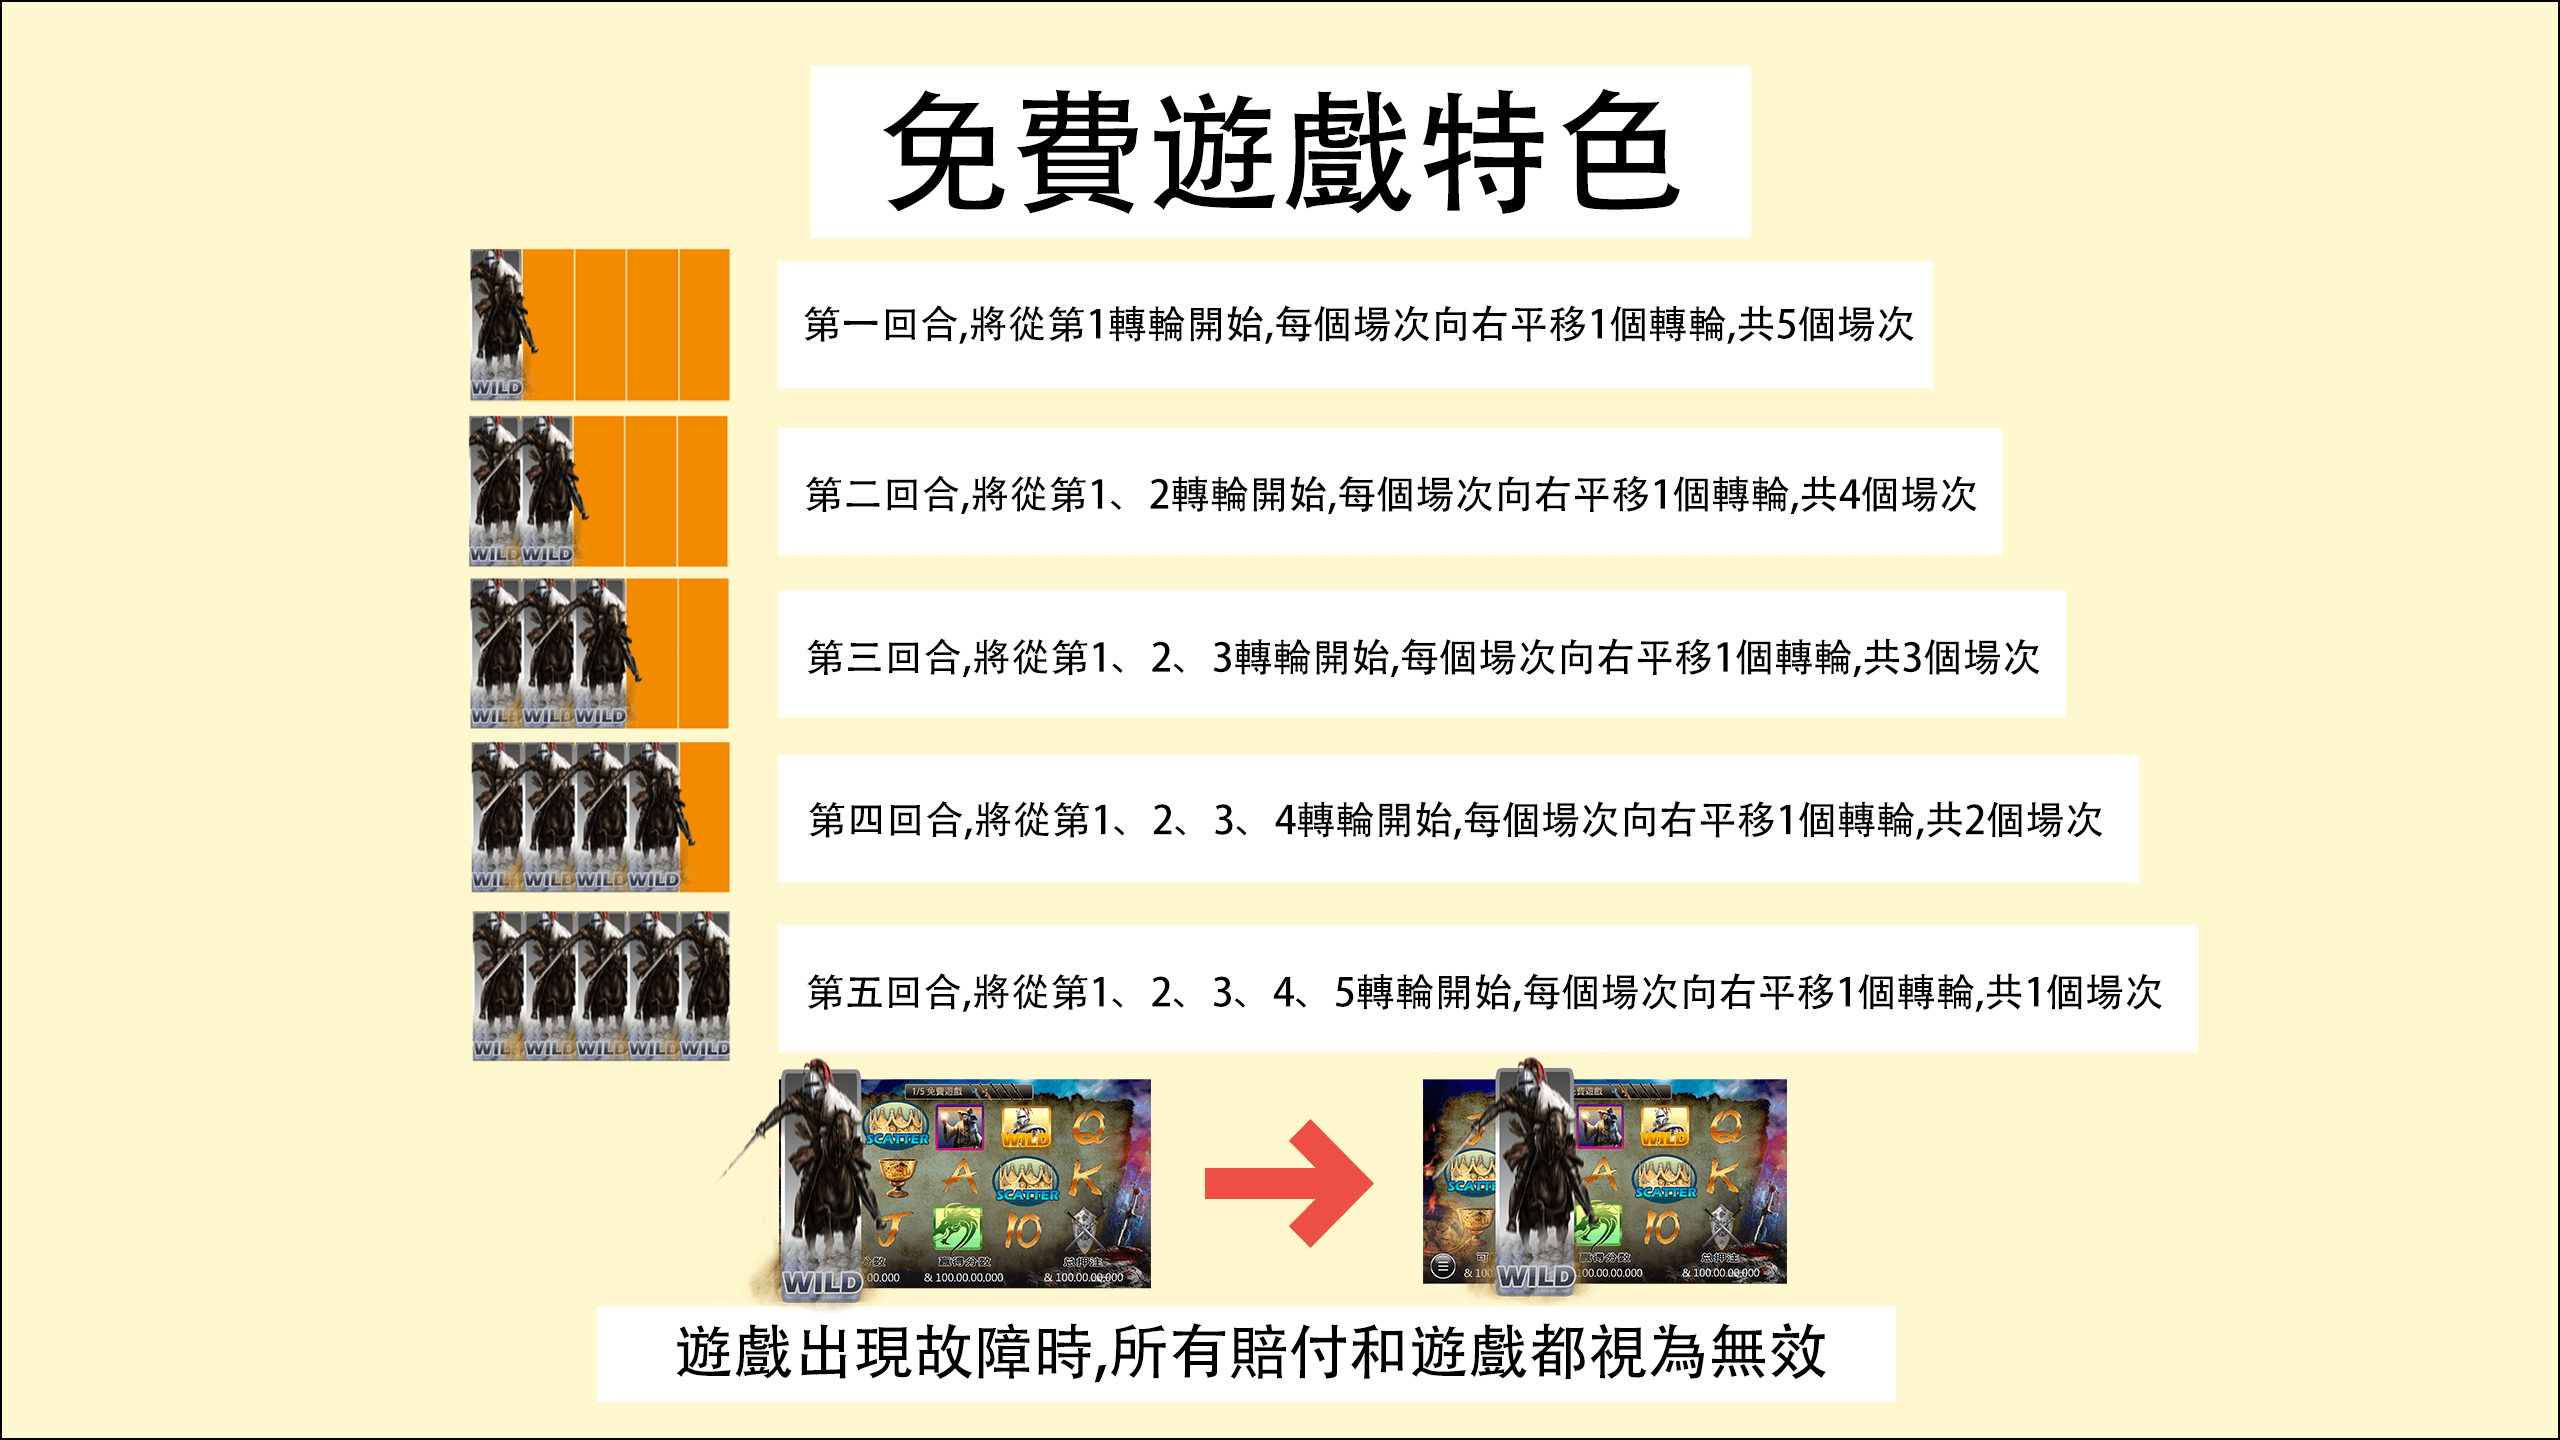 免費遊戲特色
WILD
第一回合,將從第1轉輪開始,每個場次向右平移1個轉輪,共5個場次
WILD WILD
第二回合,將從第1、2轉輪開始,每個場次向右平移1個轉輪,共4個場次
WILD WILD WILD
第三回合,將從第1、2、3轉輪開始,每個場次向右平移1個轉輪,共3個場次
WILD WILD WILD WILD
第四回合,將從第1、2、3、4轉輪開始,每個場次向右平移1個轉輪,共2個場次
WILD WILD WILD WILD WILD
第五回合,將從第1、2、3、4、5轉輪開始,每個場次向右平移1個轉輪,共1個場次
1/5 免費遊戲
SCATTER WILD Q
A SCATTER K
J 10
分數 贏得分數 总押注
00.000 & 100.00.00.000 & 100.00.00.000
WILD
費遊戲
J WILD Q
SCATTE A SCATTER K
10
可 贏得分數 总押注
& 100 100.00.00.000 & 100.00.00.000
WILD
遊戲出現故障時,所有賠付和遊戲都視為無效